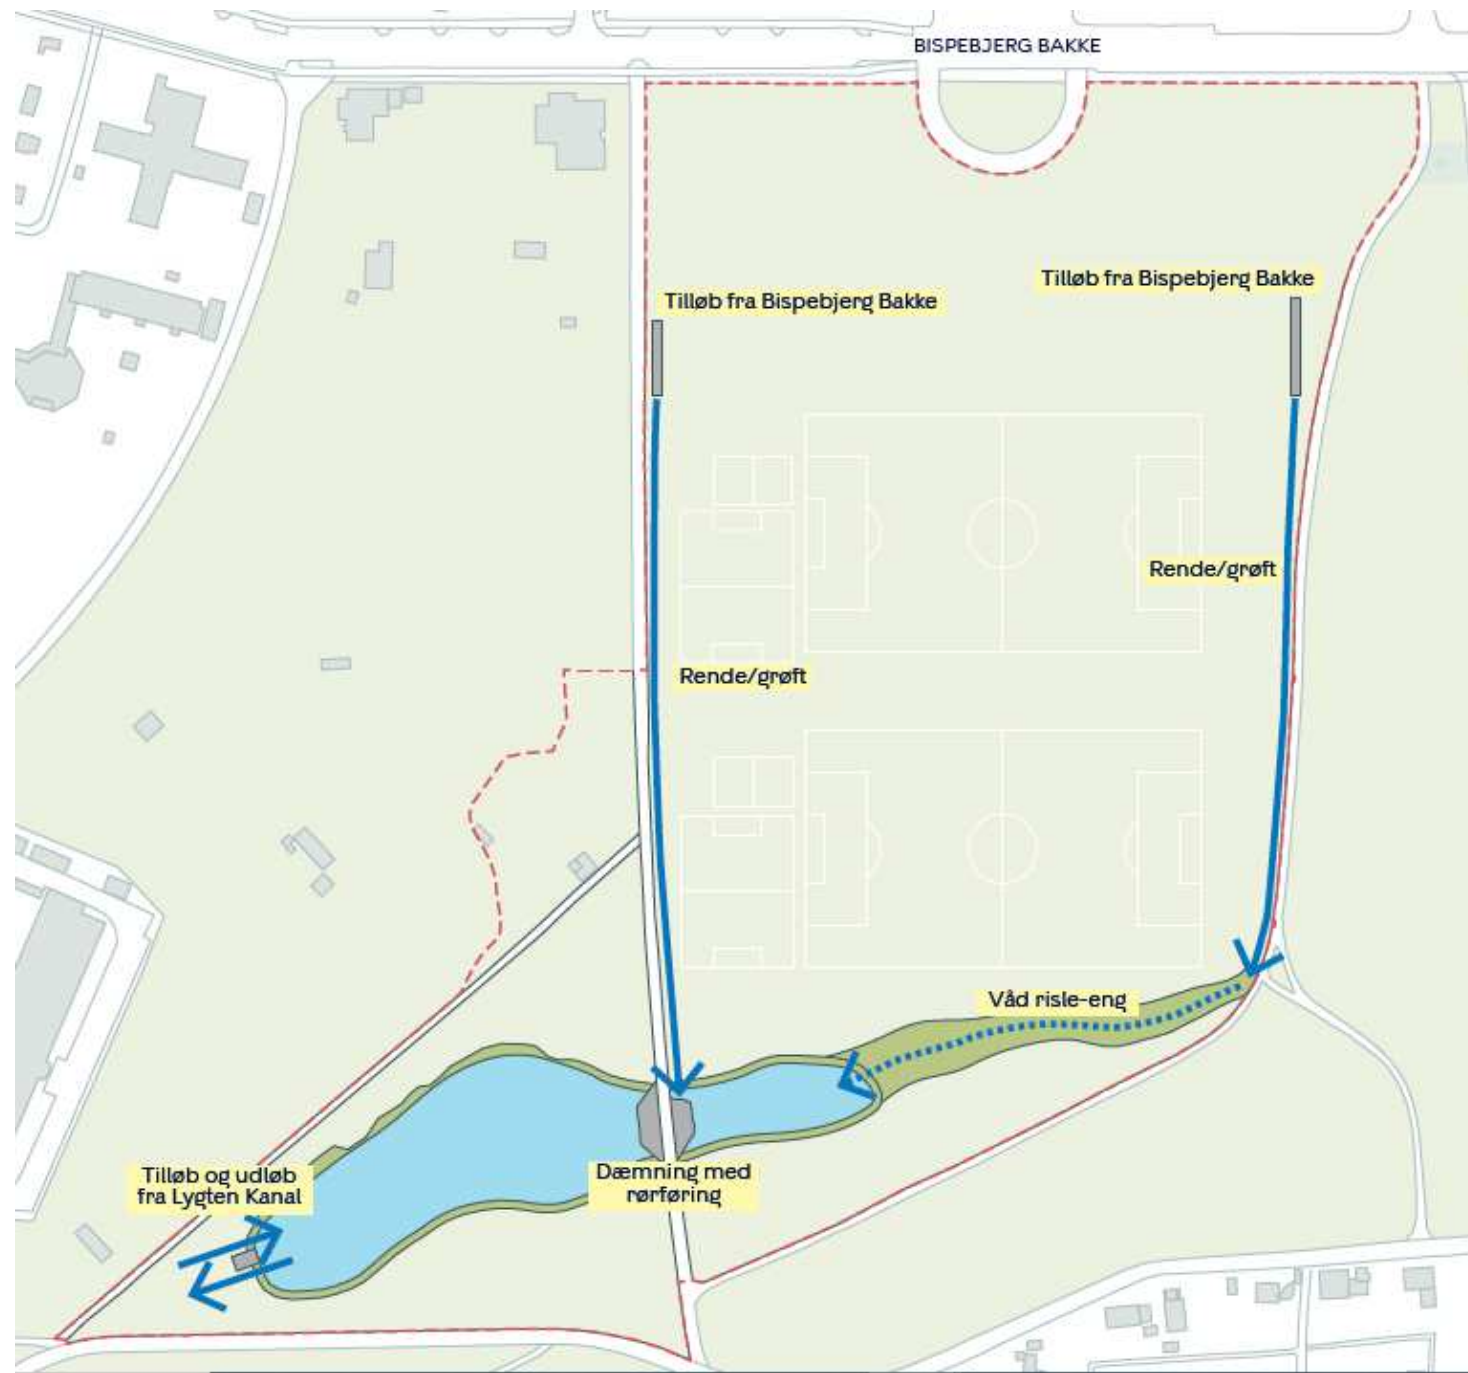 BISPEBJERG BAKKE
Tilløb fra Bispebjerg Bakke
Tilløb fra Bispebjerg Bakke
Rende/grøft
Rende/grøft
Våd risle-eng
Tilløb og udløb
fra Lygten Kanal
Dæmning med
rørføring